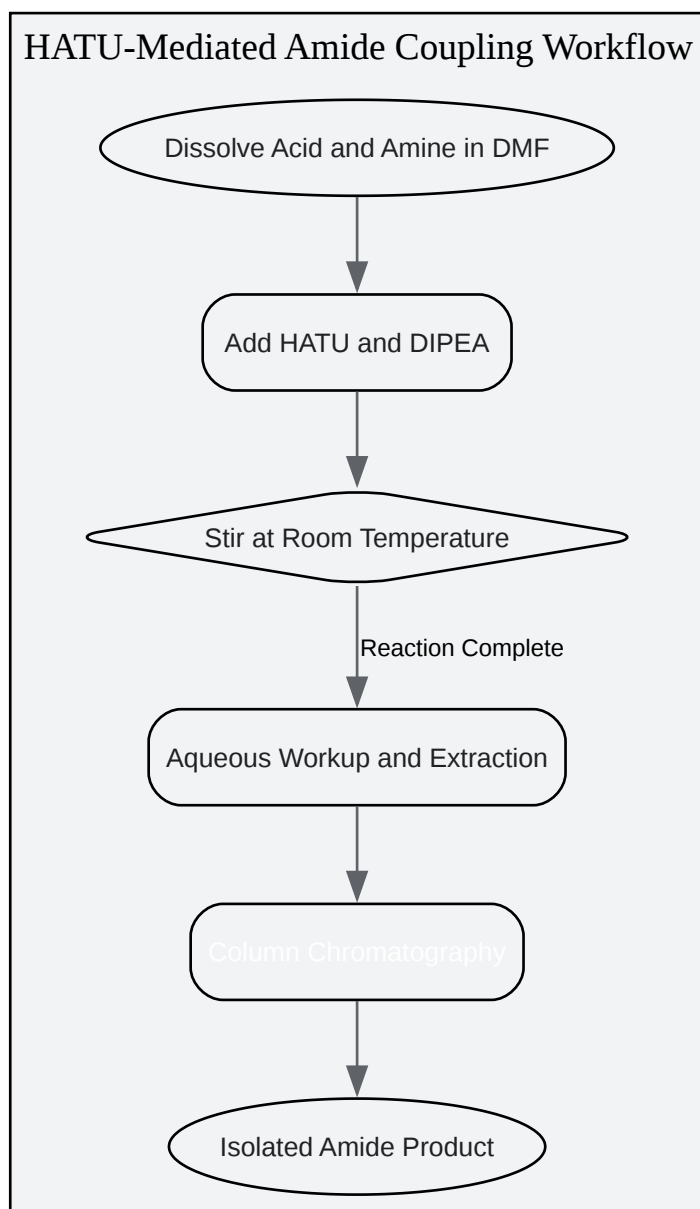 HATU-Mediated Amide Coupling Workflow
Dissolve Acid and Amine in DMF
Add HATU and DIPEA
Stir at Room Temperature
Reaction Complete
Aqueous Workup and Extraction
Column Chromatography
Isolated Amide Product